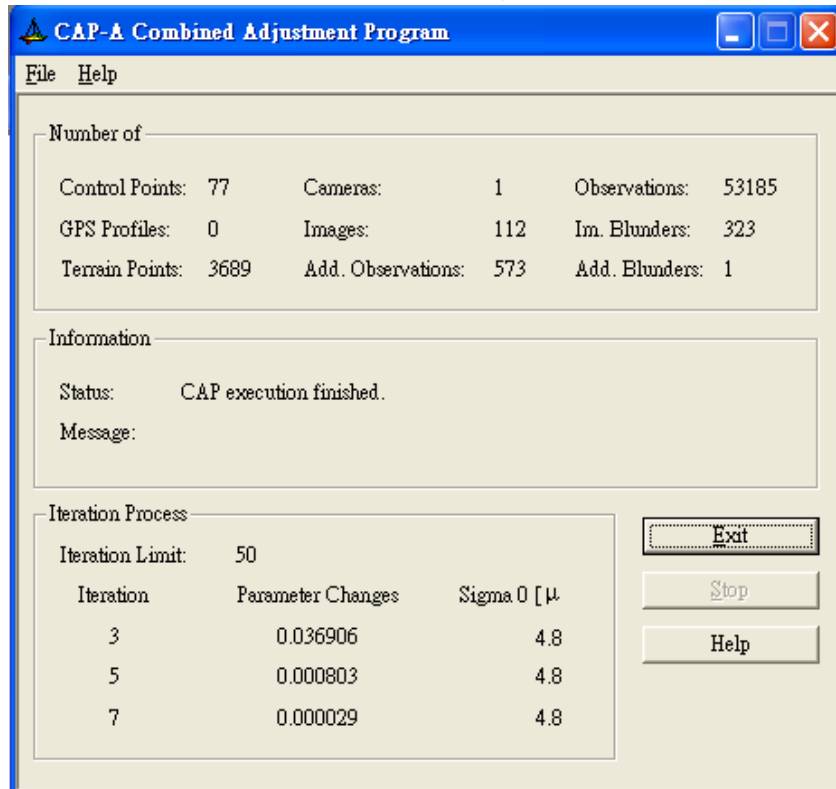 CAP-A Combined Adjustment Program
File Help
Number of
Control Points: 77 Cameras: 1 Observations: 53185
GPS Profiles: 0 Images: 112 Im. Blunders: 323
Terrain Points: 3689 Add. Observations: 573 Add. Blunders: 1
Information
Status: CAP execution finished.
Message:
Iteration Process
Iteration Limit: 50
Iteration Parameter Changes Sigma 0 [μ
3 0.036906 4.8
5 0.000803 4.8
7 0.000029 4.8
Exit
Stop
Help